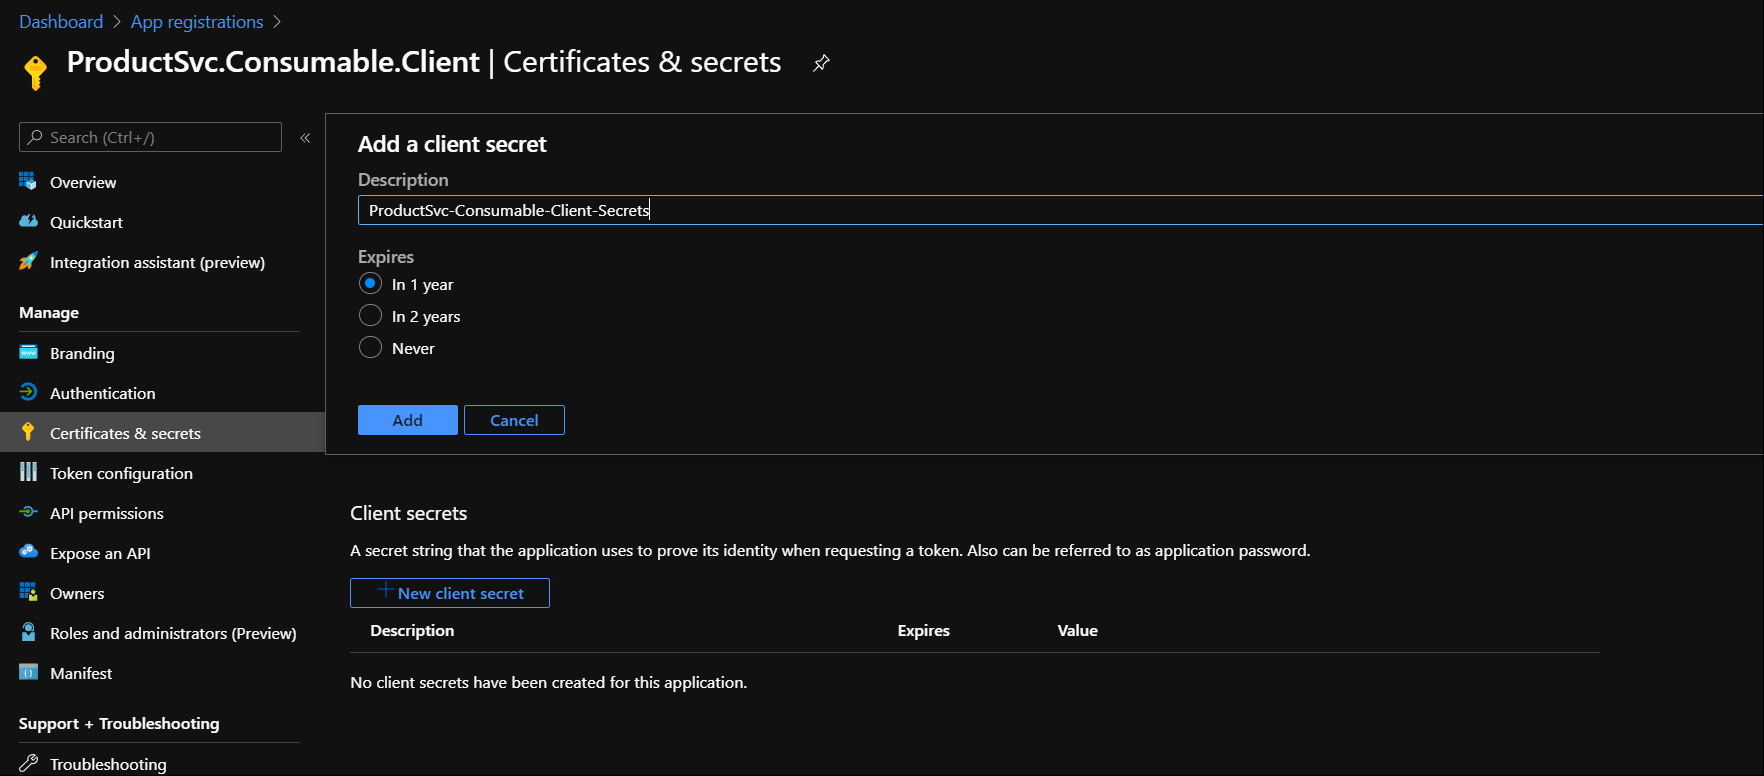 Dashboard > App registrations >
ProductSvc.Consumable.Client | Certificates & secrets
Search (Ctrl+/)
«
Overview
Quickstart
Integration assistant (preview)
Manage
Branding
Authentication
Certificates & secrets
Token configuration
API permissions
Expose an API
Owners
Roles and administrators (Preview)
Manifest
Support + Troubleshooting
Troubleshooting
Add a client secret
Description
ProductSvc-Consumable-Client-Secrets
Expires
In 1 year
In 2 years
Never
Add
Cancel
Client secrets
A secret string that the application uses to prove its identity when requesting a token. Also can be referred to as application password.
+ New client secret
Description Expires Value
No client secrets have been created for this application.